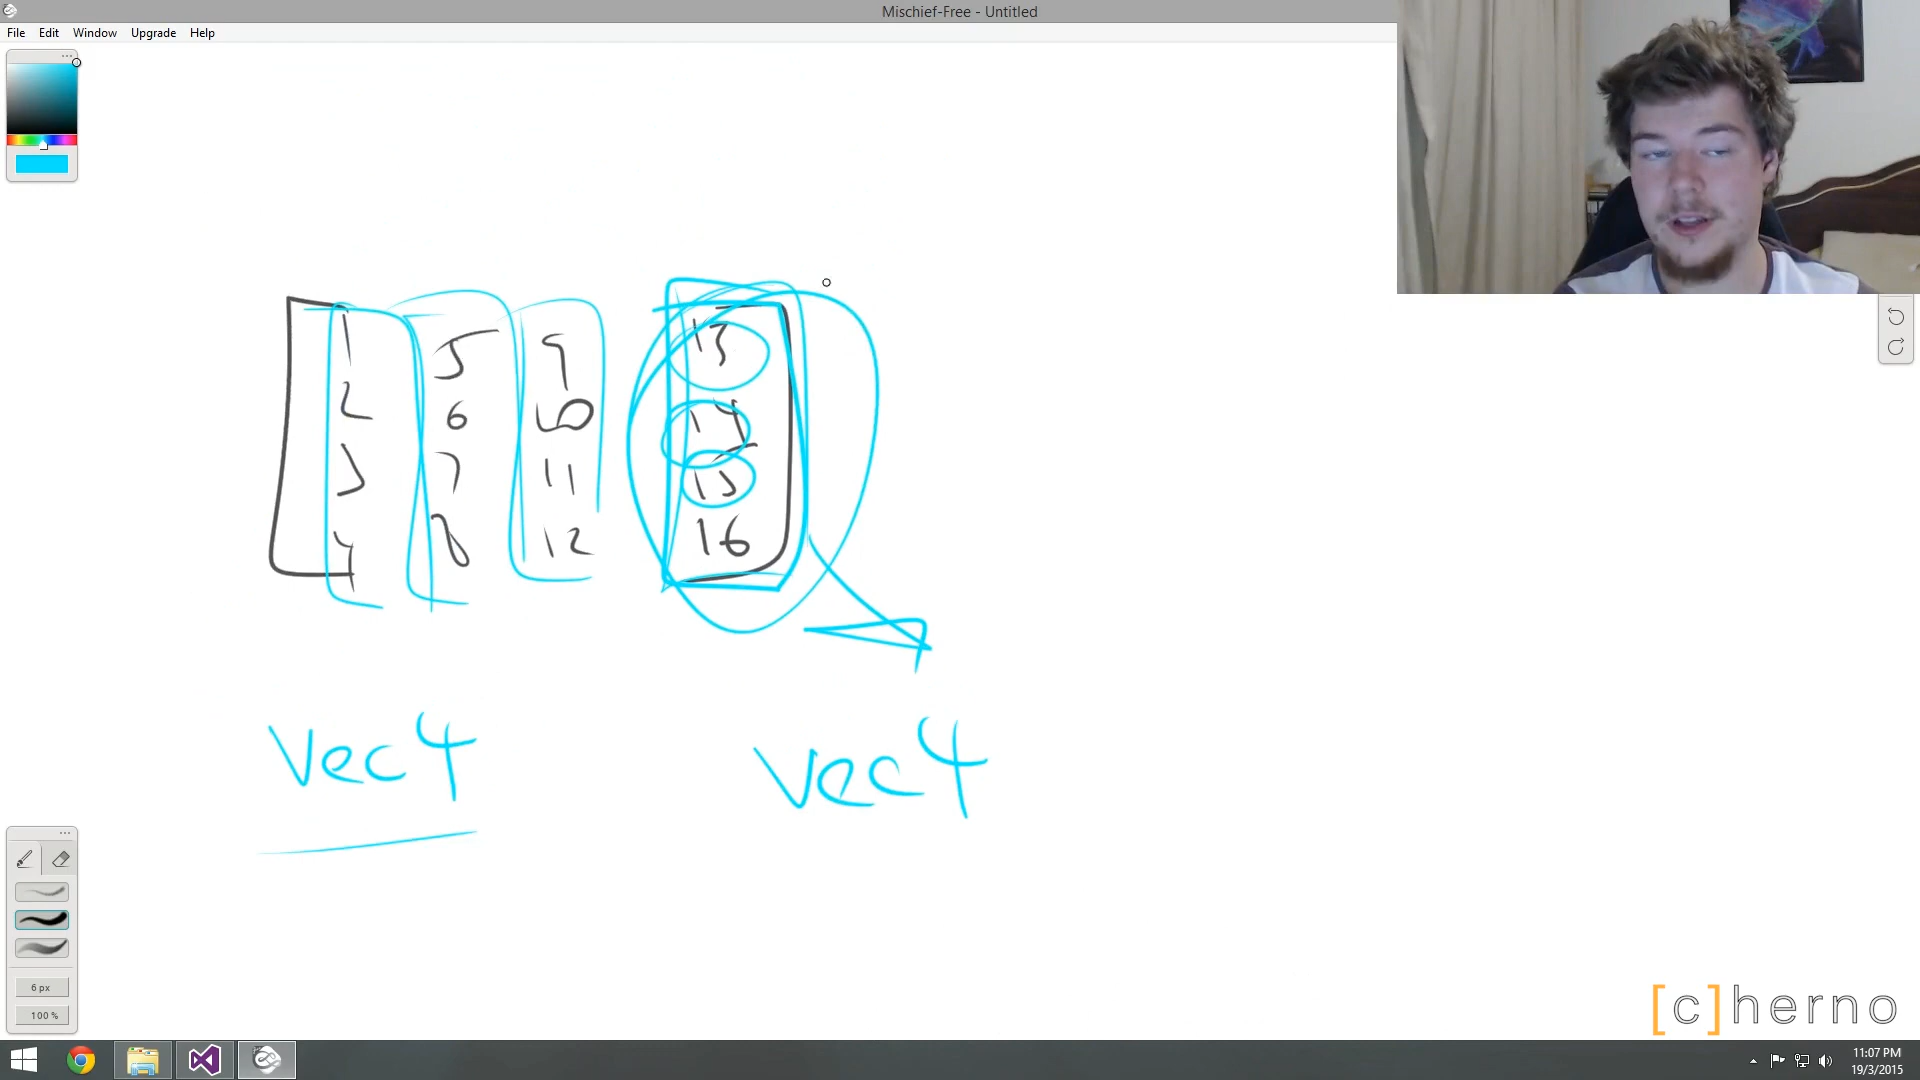 Mischief-Free - Untitled
File Edit Window Upgrade Help
1 5 9 13
2 6 10 14
3 7 11 15
4 8 12 16
vec4 vec4
6 px
100 %
[c]herno
11:07 PM
19/3/2015